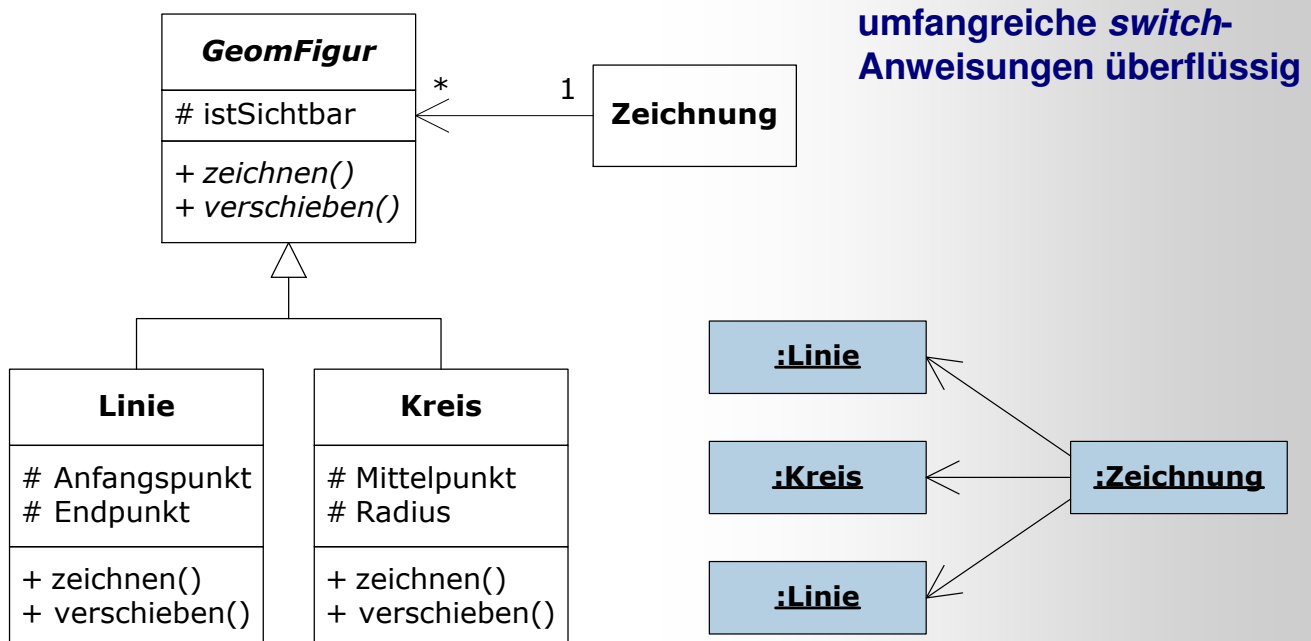 umfangreiche switch-
Anweisungen überflüssig
GeomFigur
# istSichtbar
+ zeichnen()
+ verschieben()
* 1
Zeichnung
Linie
# Anfangspunkt
# Endpunkt
+ zeichnen()
+ verschieben()
Kreis
# Mittelpunkt
# Radius
+ zeichnen()
+ verschieben()
:Linie
:Kreis
:Linie
:Zeichnung